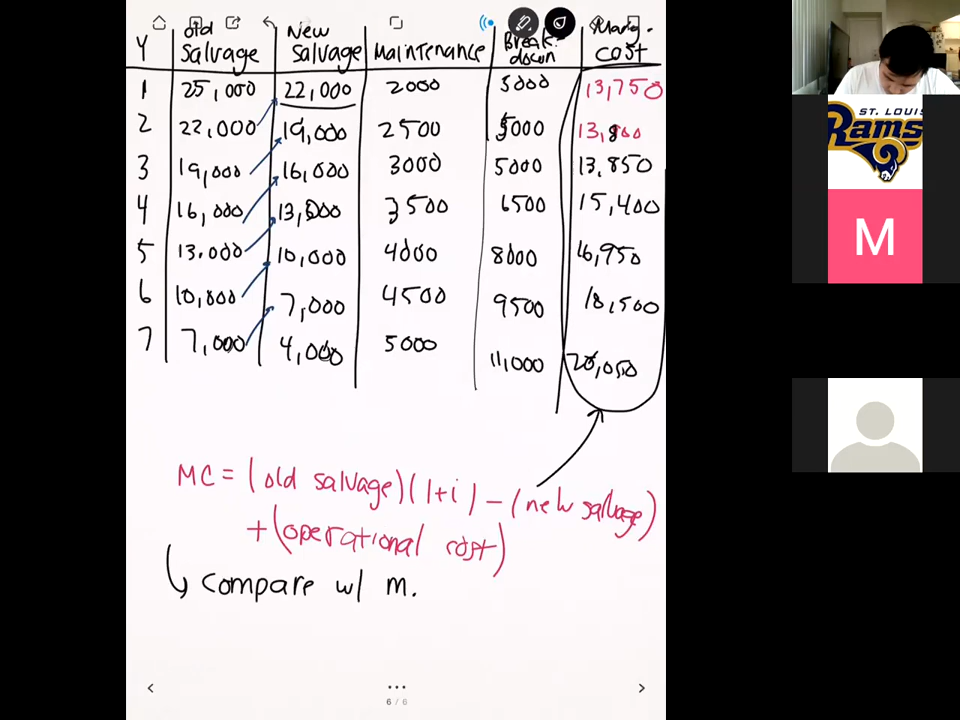 Y old Salvage New Salvage Maintenance Break-down Marg. cost
1 25,000 22,000 2000 5000 13,750
2 22,000 19,000 2500 5000 13,800
3 19,000 16,000 3000 5000 13,850
4 16,000 13,000 3500 6500 15,400
5 13,000 10,000 4000 8000 16,950
6 10,000 7,000 4500 9500 18,500
7 7,000 4,000 5000 11,000 20,050
MC = (old salvage)(1+i) - (new salvage)
+ (operational cost)
Compare w/ m.
6 / 6
ST. LOUIS
Rams
M